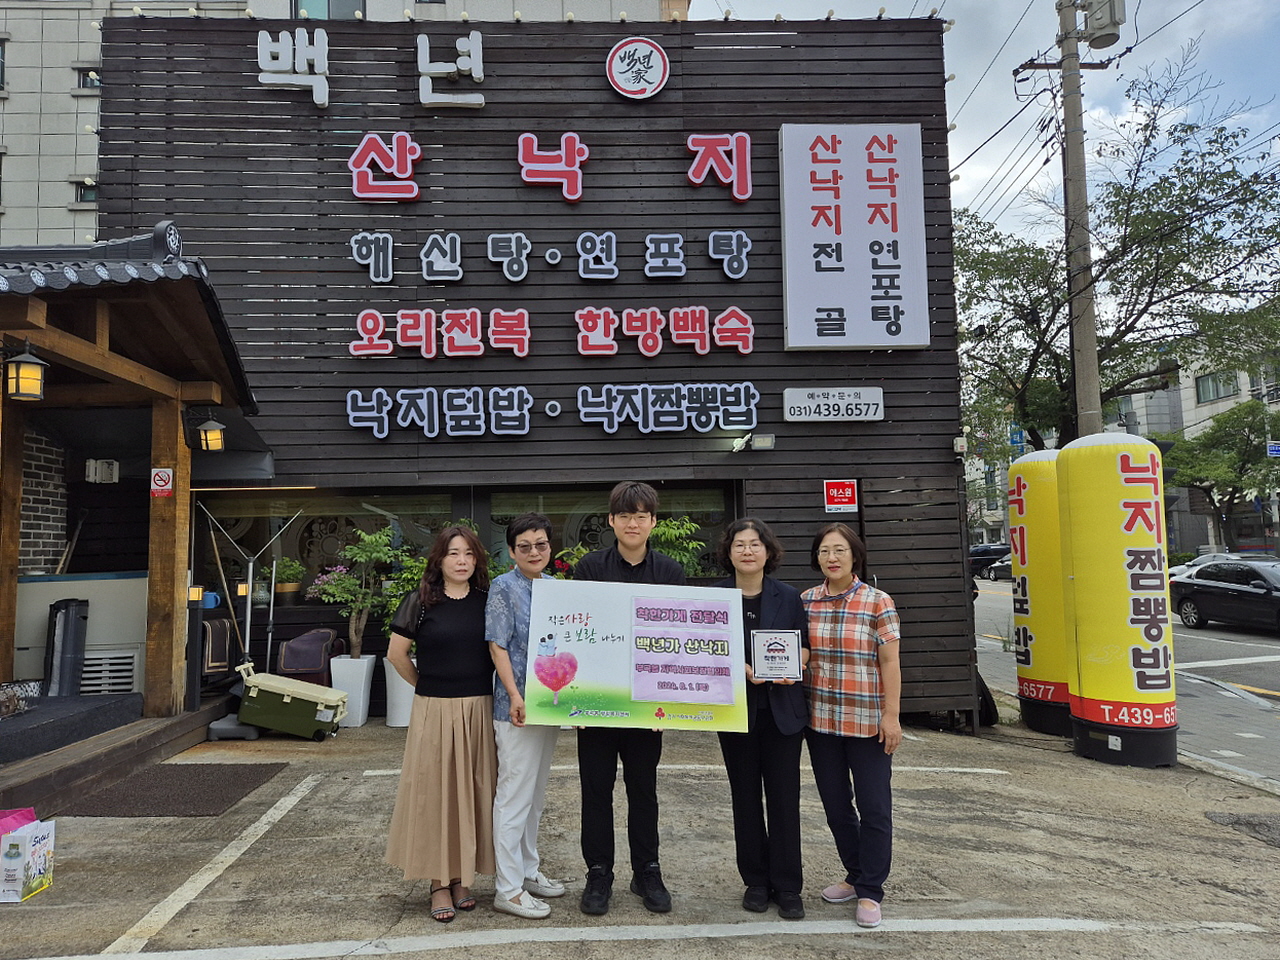 백년
백년
家
산낙지
해신탕·연포탕
오리전복 한방백숙
낙지덮밥·낙지짬뽕밥
산낙지연포탕
산낙지전골
예·약·문·의
031) 439.6577
낙지짬뽕밥
T.439-65
낙지덮밥
-6577
작은사랑
큰보람 나누기
착한가게 전달식
백년가 산낙지
착한가게